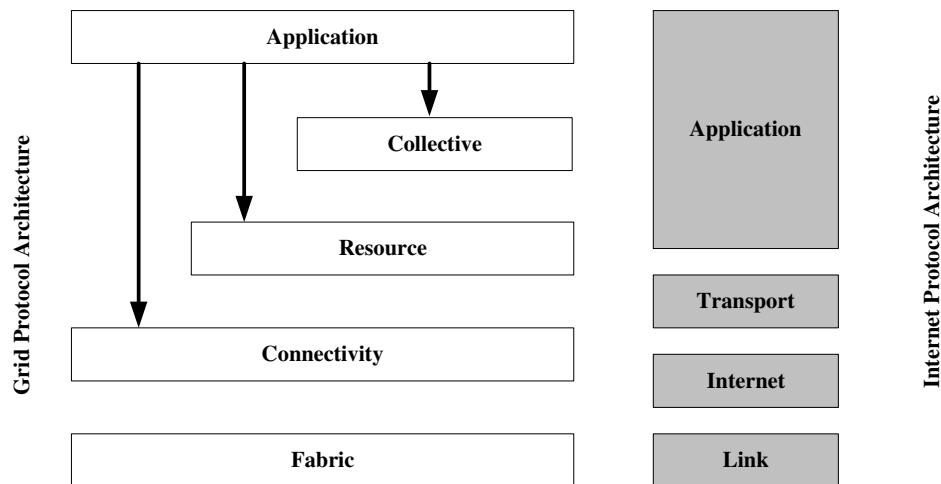 Grid Protocol Architecture
Application
Collective
Resource
Connectivity
Fabric
Application
Transport
Internet
Link
Internet Protocol Architecture